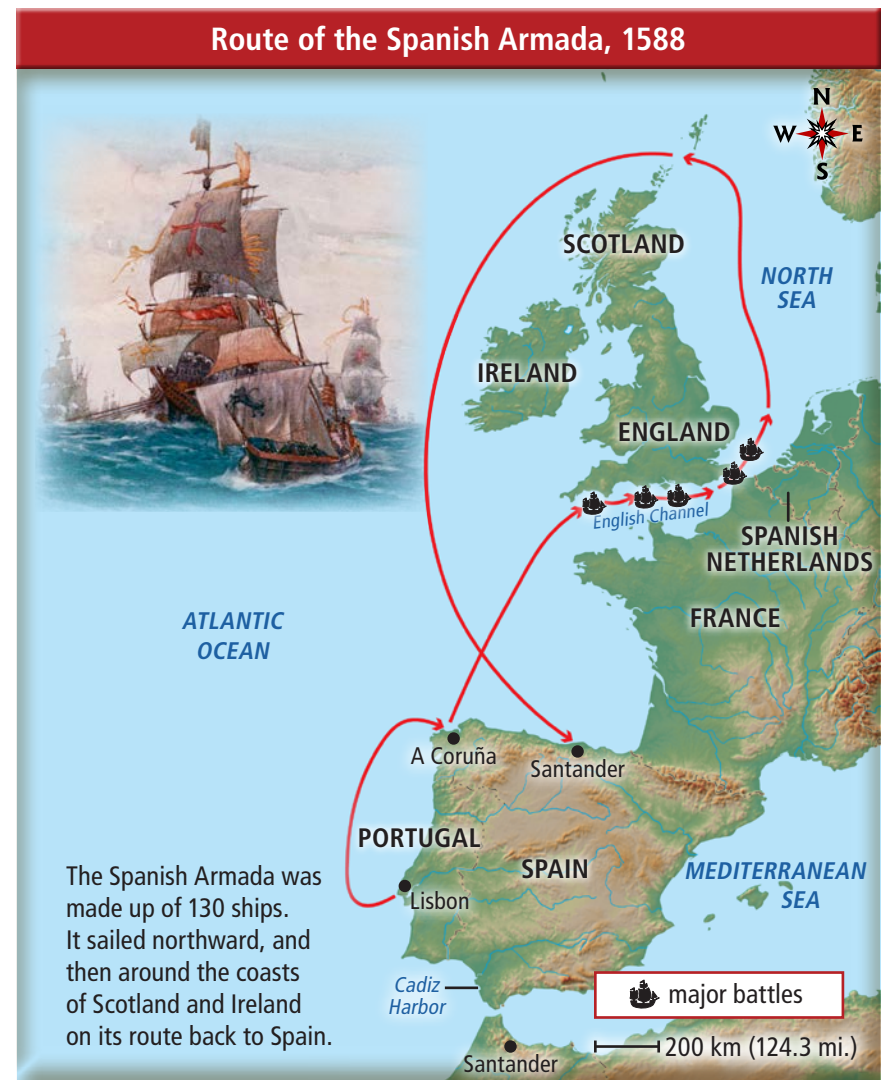 Route of the Spanish Armada, 1588
N
W
E
S
SCOTLAND
NORTH
SEA
IRELAND
ENGLAND
English Channel
SPANISH
NETHERLANDS
FRANCE
ATLANTIC
OCEAN
A Coruña
Santander
PORTUGAL
SPAIN
MEDITERRANEAN
SEA
Lisbon
The Spanish Armada was
made up of 130 ships.
It sailed northward, and
then around the coasts
of Scotland and Ireland
on its route back to Spain.
Cadiz
Harbor
major battles
200 km (124.3 mi.)
Santander